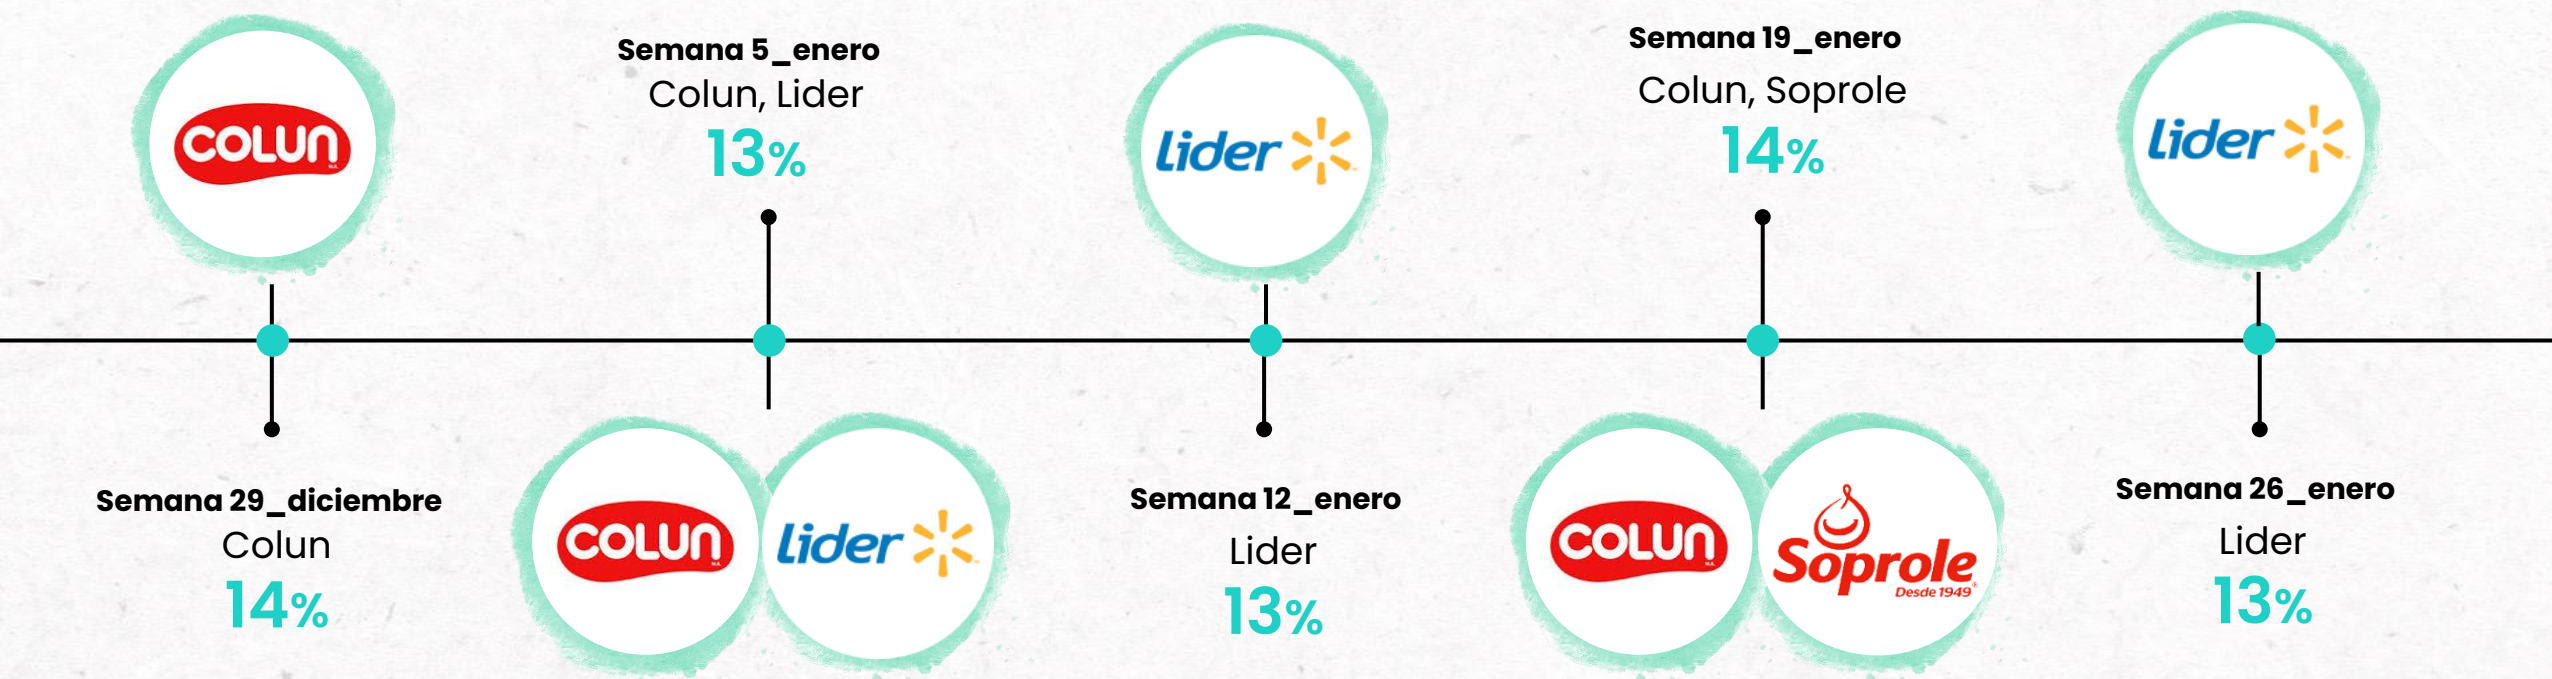 COLUN
Semana 29_diciembre
Colun
14%
Semana 5_enero
Colun, Lider
13%
COLUN
Lider
Lider
Semana 12_enero
Lider
13%
Semana 19_enero
Colun, Soprole
14%
COLUN
Soprole
Desde 1949
Lider
Semana 26_enero
Lider
13%